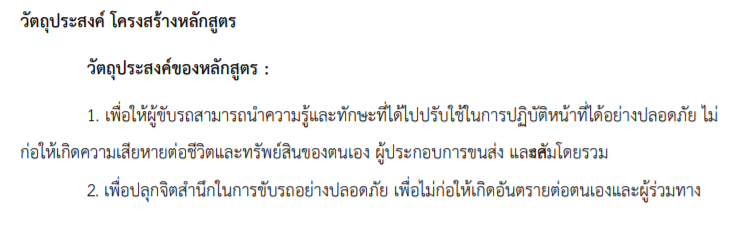 วัตถุประสงค์ โครงสร้างหลักสูตร
วัตถุประสงค์ของหลักสูตร :
1. เพื่อให้ผู้ขับรถสามารถนำความรู้และทักษะที่ได้ไปปรับใช้ในการปฏิบัติหน้าที่ได้อย่างปลอดภัย ไม่
ก่อให้เกิดความเสียหายต่อชีวิตและทรัพย์สินของตนเอง ผู้ประกอบการขนส่ง และสังคมโดยรวม
2. เพื่อปลุกจิตสำนึกในการขับรถอย่างปลอดภัย เพื่อไม่ก่อให้เกิดอันตรายต่อตนเองและผู้ร่วมทาง